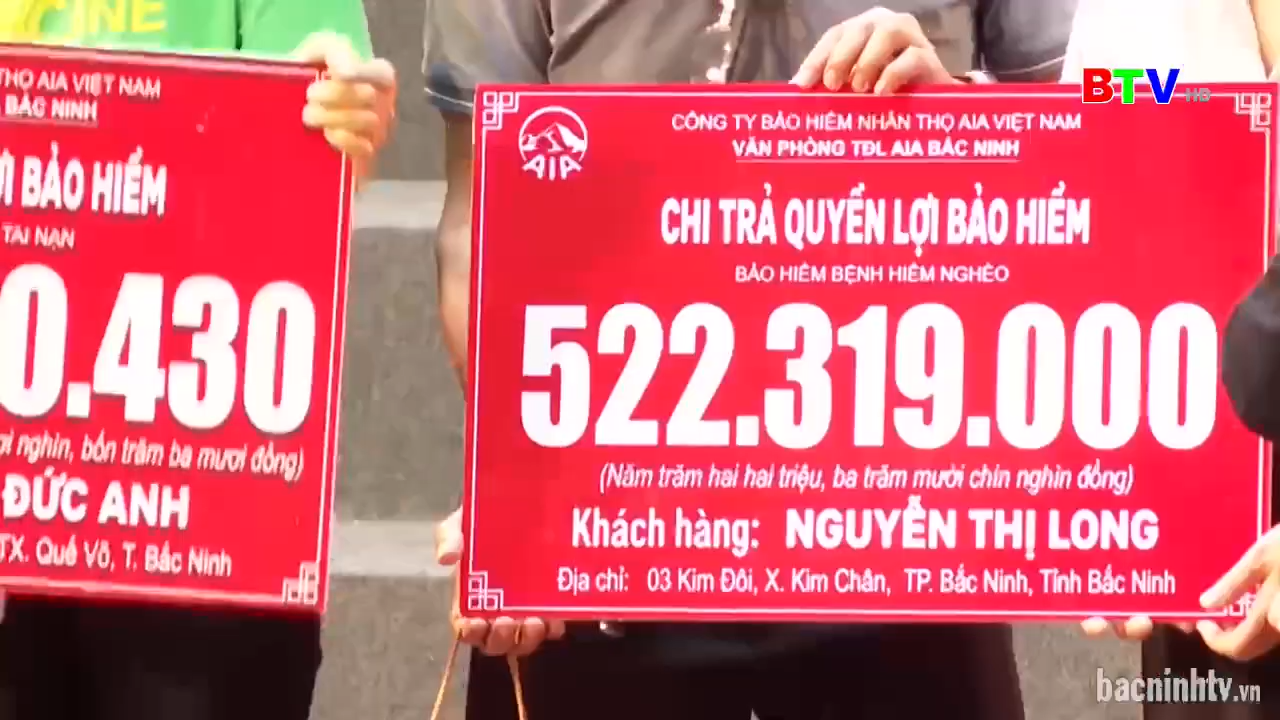 CINE
THỌ AIA VIỆT NAM
BẮC NINH
BẢO HIỂM
TAI NẠN
0.430
nghìn, bốn trăm ba mươi đồng)
ĐỨC ANH
TX. Quế Võ, T. Bắc Ninh
BTV HD
AIA
CÔNG TY BẢO HIỂM NHÂN THỌ AIA VIỆT NAM
VĂN PHÒNG TĐL AIA BẮC NINH
CHI TRẢ QUYỀN LỢI BẢO HIỂM
BẢO HIỂM BỆNH HIỂM NGHÈO
522.319.000
(Năm trăm hai hai triệu, ba trăm mười chín nghìn đồng)
Khách hàng: NGUYỄN THỊ LONG
Địa chỉ: 03 Kim Đôi, X. Kim Chân, TP. Bắc Ninh, Tỉnh Bắc Ninh
bacninhtv.vn